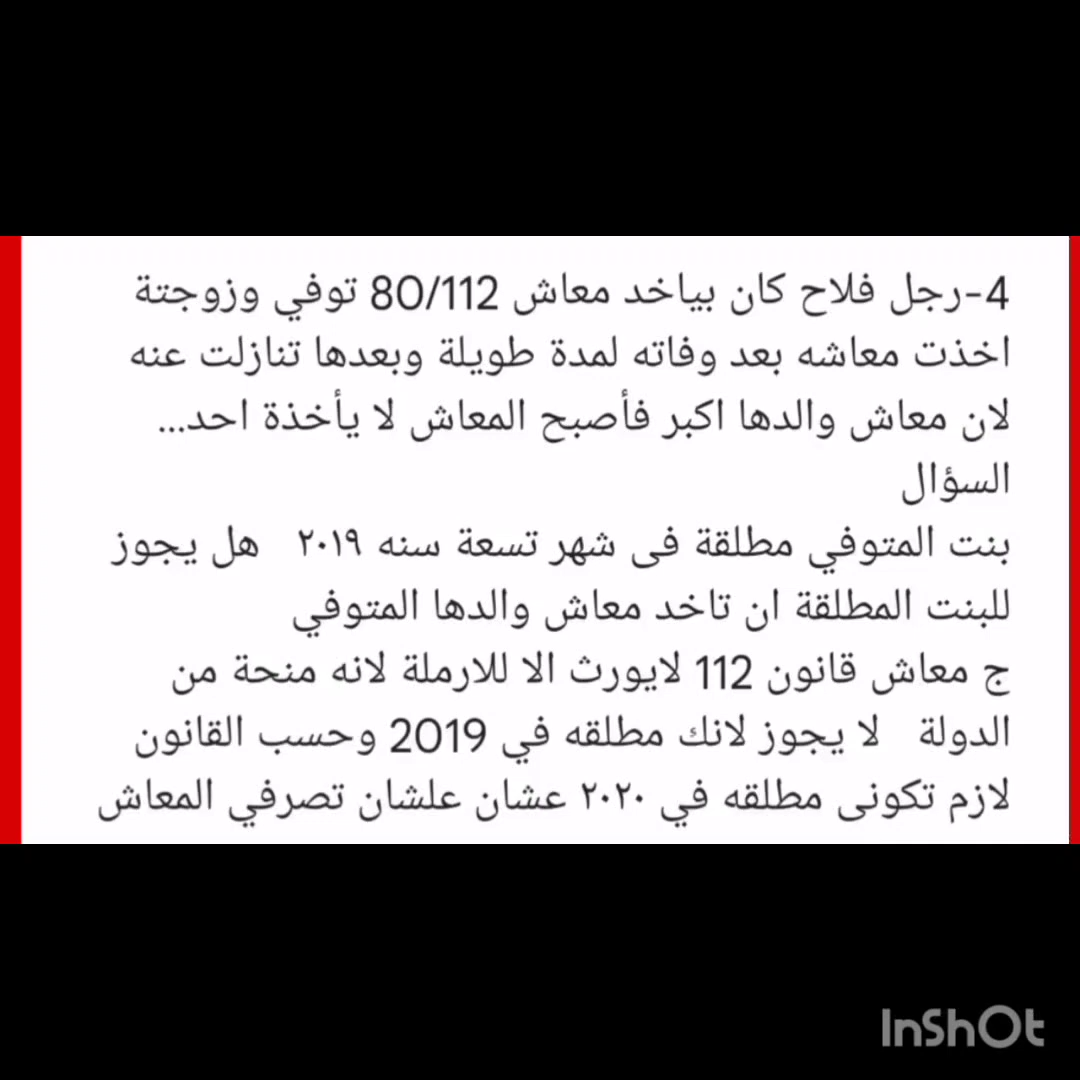 4-رجل فلاح كان بياخد معاش 80/112 توفي وزوجتة
اخذت معاشه بعد وفاته لمدة طويلة وبعدها تنازلت عنه
لان معاش والدها اكبر فأصبح المعاش لا يأخذة احد...
السؤال
بنت المتوفي مطلقة فى شهر تسعة سنه ٢٠١٩ هل يجوز
للبنت المطلقة ان تاخد معاش والدها المتوفي
ج معاش قانون 112 لايورث الا للارملة لانه منحة من
الدولة لا يجوز لانك مطلقه في 2019 وحسب القانون
لازم تكونى مطلقه في ٢٠٢٠ عشان علشان تصرفي المعاش
InShOt